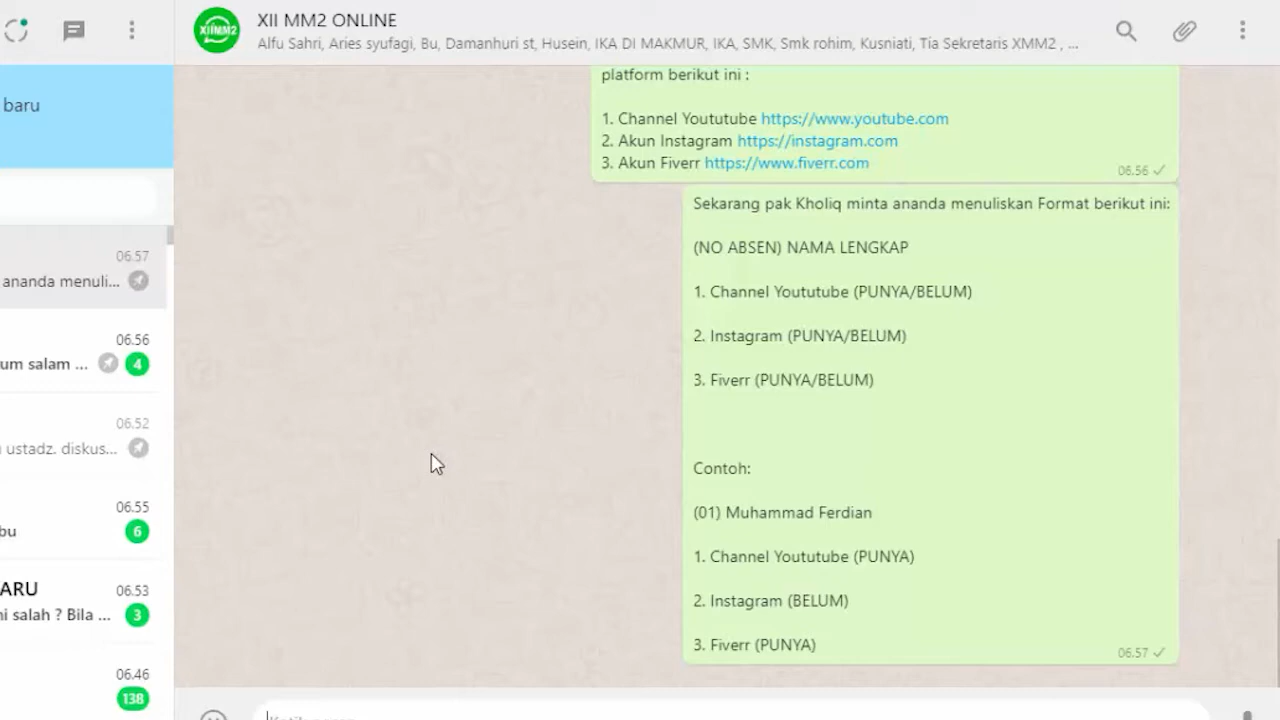 XII MM2 ONLINE
XIIMM2
Alfu Sahri, Aries syufagi, Bu, Damanhuri st, Husein, IKA DI MAKMUR, IKA, SMK, Smk rohim, Kusniati, Tia Sekretaris XMM2 , ...
baru
06.57
ananda menuli...
06.56
um salam ...
4
06.52
ustadz. diskus...
06.55
bu
6
06.53
ARU
ni salah ? Bila ...
3
06.46
138
platform berikut ini :
1. Channel Yoututube https://www.youtube.com
2. Akun Instagram https://instagram.com
3. Akun Fiverr https://www.fiverr.com
06.56
Sekarang pak Kholiq minta ananda menuliskan Format berikut ini:
(NO ABSEN) NAMA LENGKAP
1. Channel Yoututube (PUNYA/BELUM)
2. Instagram (PUNYA/BELUM)
3. Fiverr (PUNYA/BELUM)
Contoh:
(01) Muhammad Ferdian
1. Channel Yoututube (PUNYA)
2. Instagram (BELUM)
3. Fiverr (PUNYA)
06.57